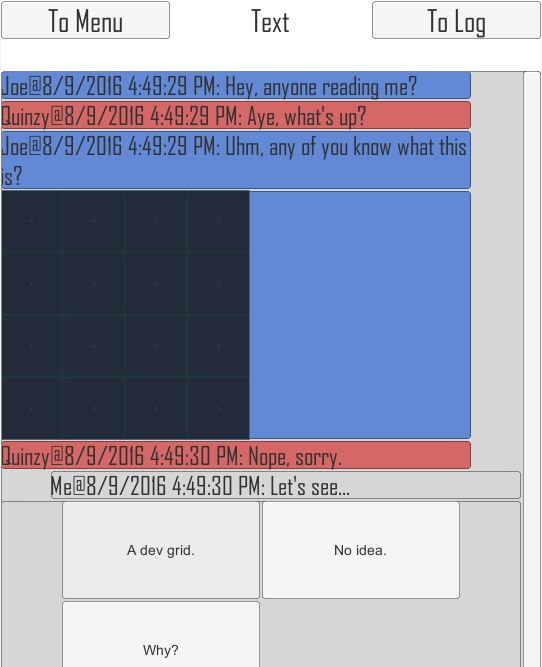 To Menu
Text
To Log
Joe@8/9/2016 4:49:29 PM: Hey, anyone reading me?
Quinzy@8/9/2016 4:49:29 PM: Aye, what's up?
Joe@8/9/2016 4:49:29 PM: Uhm, any of you know what this
is?
Quinzy@8/9/2016 4:49:30 PM: Nope, sorry.
Me@8/9/2016 4:49:30 PM: Let's see...
A dev grid.
No idea.
Why?